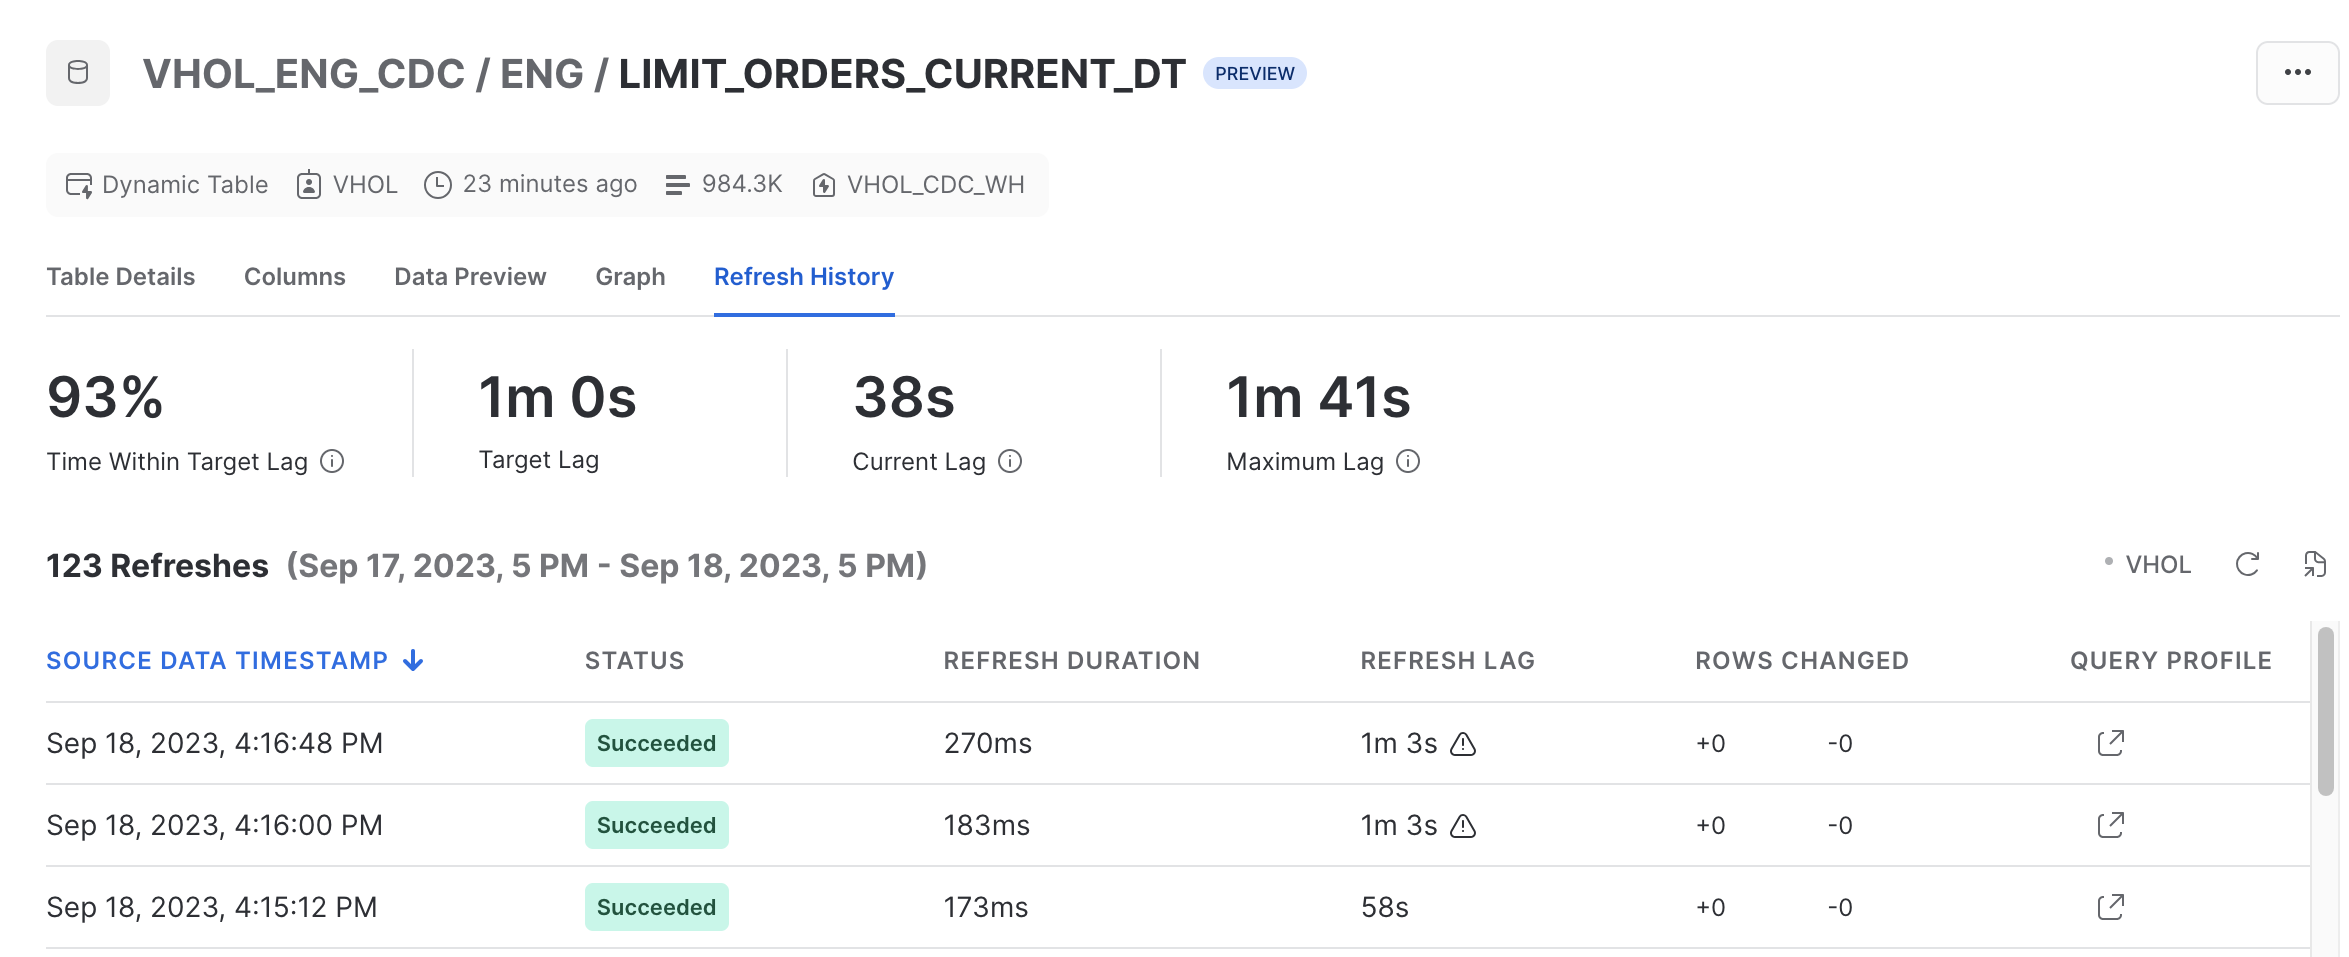 VHOL_ENG_CDC / ENG / LIMIT_ORDERS_CURRENT_DT PREVIEW
Dynamic Table VHOL 23 minutes ago 984.3K VHOL_CDC_WH
Table Details Columns Data Preview Graph Refresh History
93% 1m 0s 38s 1m 41s
Time Within Target Lag Target Lag Current Lag Maximum Lag
123 Refreshes (Sep 17, 2023, 5 PM - Sep 18, 2023, 5 PM) VHOL
SOURCE DATA TIMESTAMP STATUS REFRESH DURATION REFRESH LAG ROWS CHANGED QUERY PROFILE
Sep 18, 2023, 4:16:48 PM Succeeded 270ms 1m 3s +0 -0
Sep 18, 2023, 4:16:00 PM Succeeded 183ms 1m 3s +0 -0
Sep 18, 2023, 4:15:12 PM Succeeded 173ms 58s +0 -0